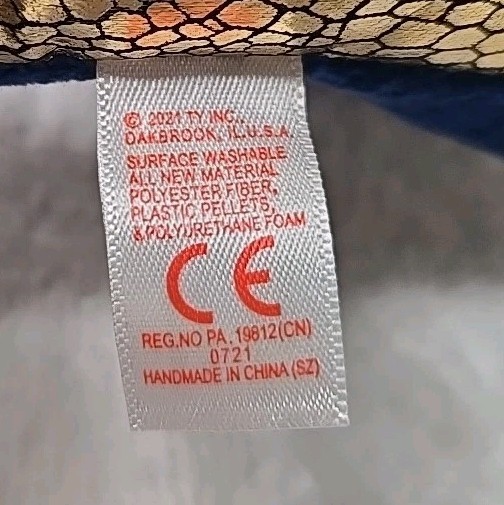 © 2021 TY INC.,
OAKBROOK, IL.U.S.A
SURFACE WASHABLE
ALL NEW MATERIAL
POLYESTER FIBER,
PLASTIC PELLETS,
& POLYURETHANE FOAM
CE
REG.NO PA.19812(CN)
0721
HANDMADE IN CHINA (SZ)